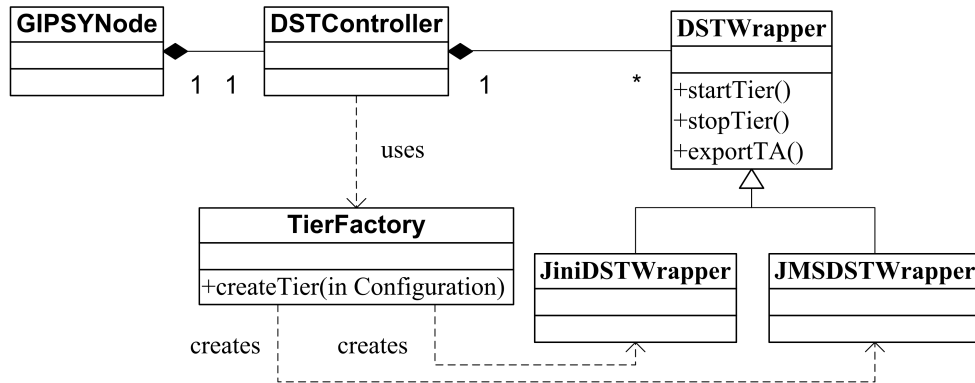 GIPSYNode
DSTController
DSTWrapper
1
1
1
*
+startTier()
+stopTier()
+exportTA()
uses
TierFactory
+createTier(in Configuration)
JiniDSTWrapper
JMSDSTWrapper
creates
creates